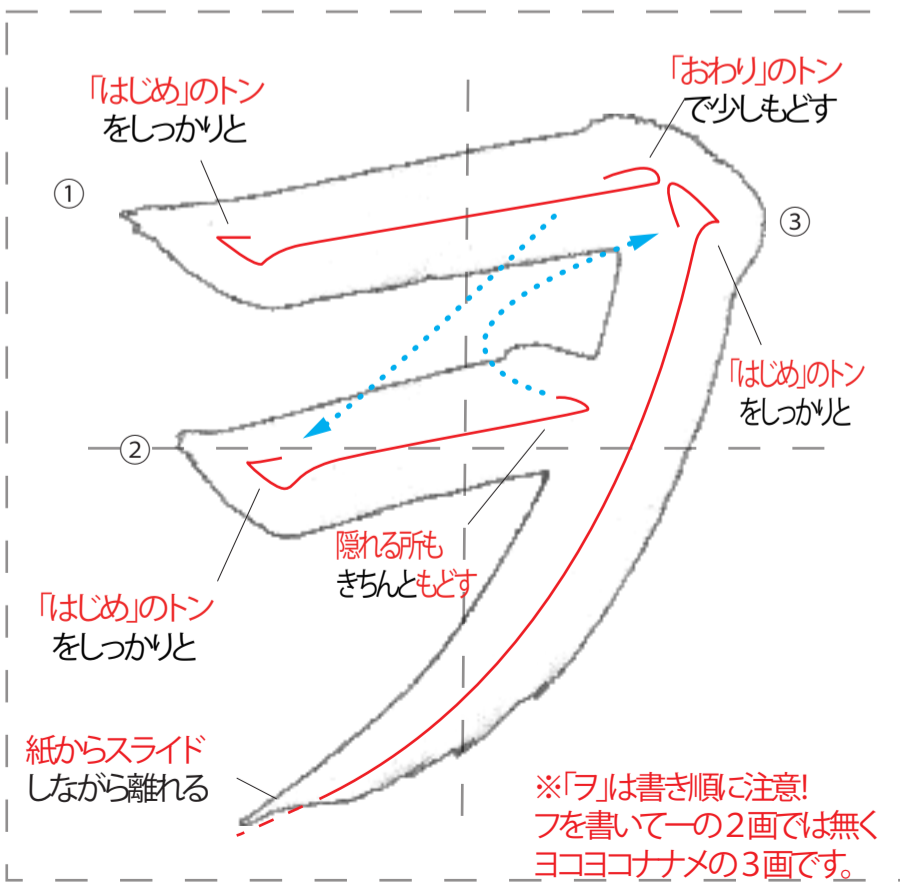 「はじめ」のトン
をしっかりと
「おわり」のトン
で少しもどす
①
③
「はじめ」のトン
をしっかりと
②
隠れる所も
きちんともどす
「はじめ」のトン
をしっかりと
紙からスライド
しながら離れる
※「ヲ」は書き順に注意!
フを書いて一の２画では無く
ヨコヨコナナメの３画です。